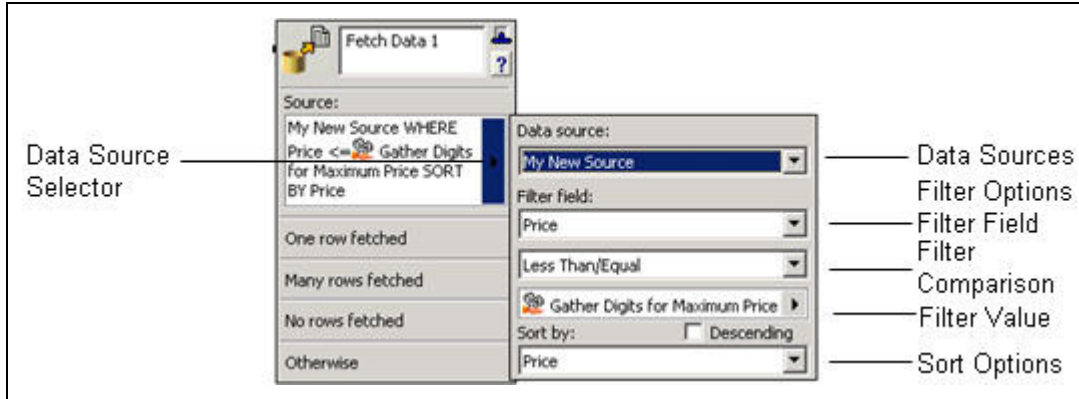 Fetch Data 1
?
Source:
My New Source WHERE
Price <= Gather Digits
for Maximum Price SORT
BY Price
One row fetched
Many rows fetched
No rows fetched
Otherwise
Data Source
Selector
Data source:
My New Source
Filter field:
Price
Less Than/Equal
Gather Digits for Maximum Price
Sort by:
Descending
Price
Data Sources
Filter Options
Filter Field
Filter
Comparison
Filter Value
Sort Options